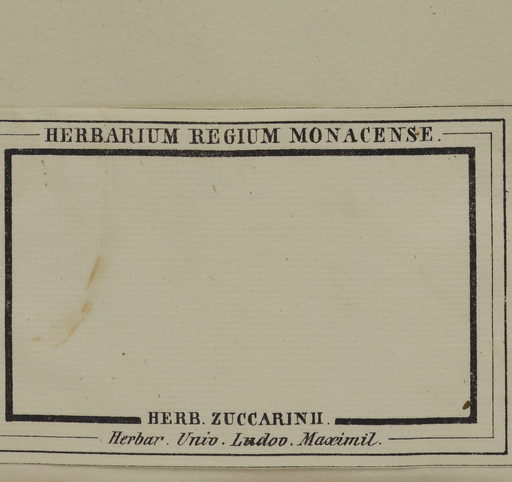 HERBARIUM REGIUM MONACENSE.
HERB. ZUCCARINII.
Herbar. Univ. Ludov. Maximil.